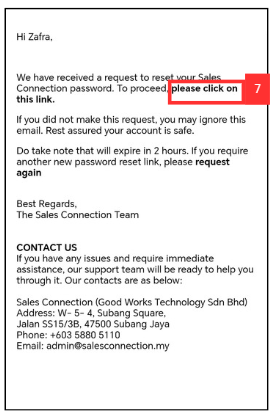 Hi Zafra,
We have received a request to reset your Sales
Connection password. To proceed, please click on
this link.
7
If you did not make this request, you may ignore this
email. Rest assured your account is safe.
Do take note that will expire in 2 hours. If you require
another new password reset link, please request
again
Best Regards,
The Sales Connection Team
CONTACT US
If you have any issues and require immediate
assistance, our support team will be ready to help you
through it. Our contacts are as below:
Sales Connection (Good Works Technology Sdn Bhd)
Address: W- 5- 4, Subang Square,
Jalan SS15/3B, 47500 Subang Jaya
Phone: +603 5880 5110
Email: admin@salesconnection.my